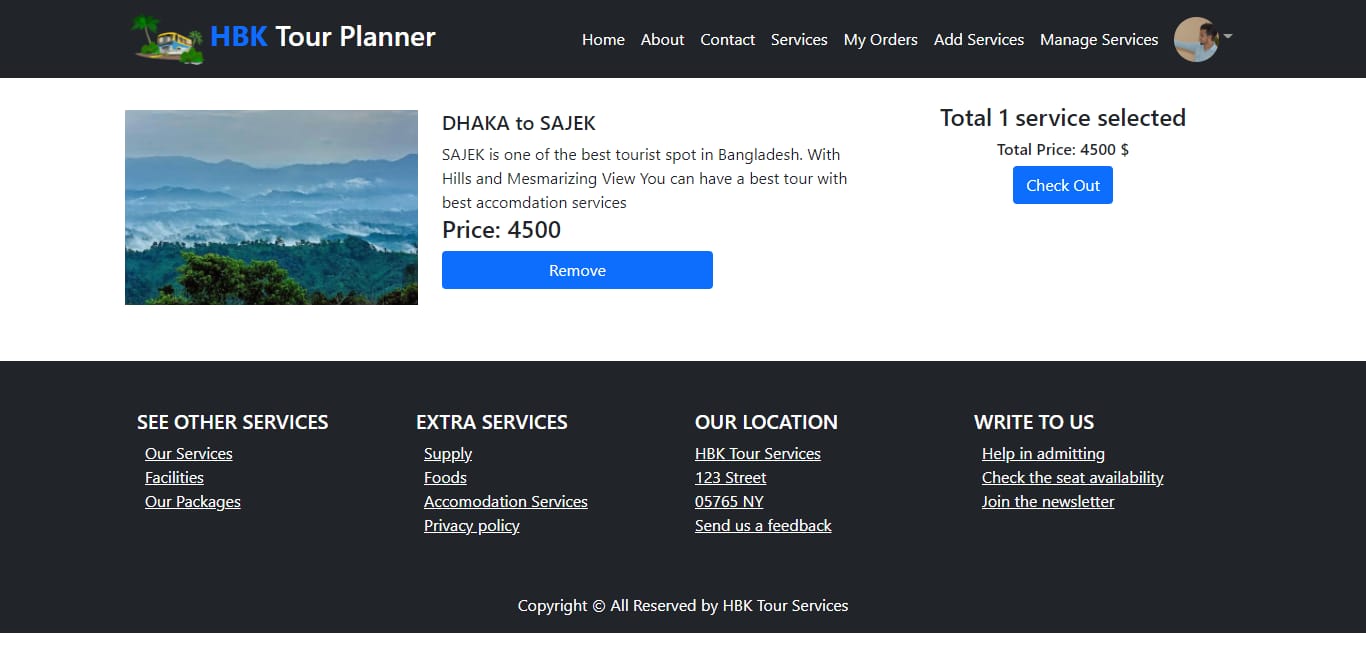 HBK Tour Planner
Home About Contact Services My Orders Add Services Manage Services
DHAKA to SAJEK
SAJEK is one of the best tourist spot in Bangladesh. With
Hills and Mesmarizing View You can have a best tour with
best accomdation services
Price: 4500
Remove
Total 1 service selected
Total Price: 4500 $
Check Out
SEE OTHER SERVICES
Our Services
Facilities
Our Packages
EXTRA SERVICES
Supply
Foods
Accomodation Services
Privacy policy
OUR LOCATION
HBK Tour Services
123 Street
05765 NY
Send us a feedback
WRITE TO US
Help in admitting
Check the seat availability
Join the newsletter
Copyright © All Reserved by HBK Tour Services